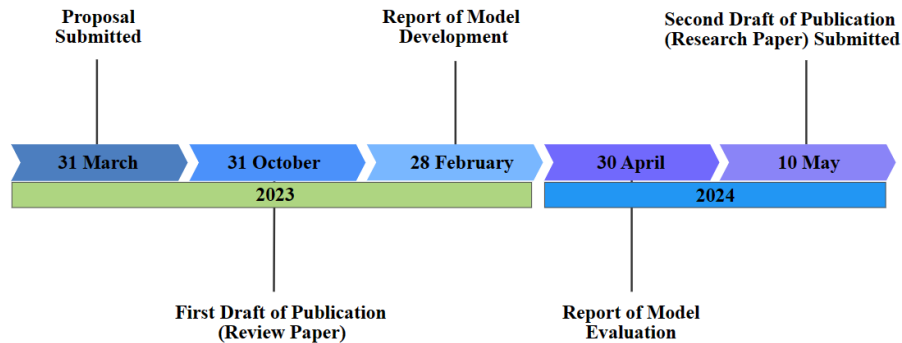 Proposal
Submitted
Report of Model
Development
Second Draft of Publication
(Research Paper) Submitted
31 March
31 October
28 February
30 April
10 May
2023
2024
First Draft of Publication
(Review Paper)
Report of Model
Evaluation